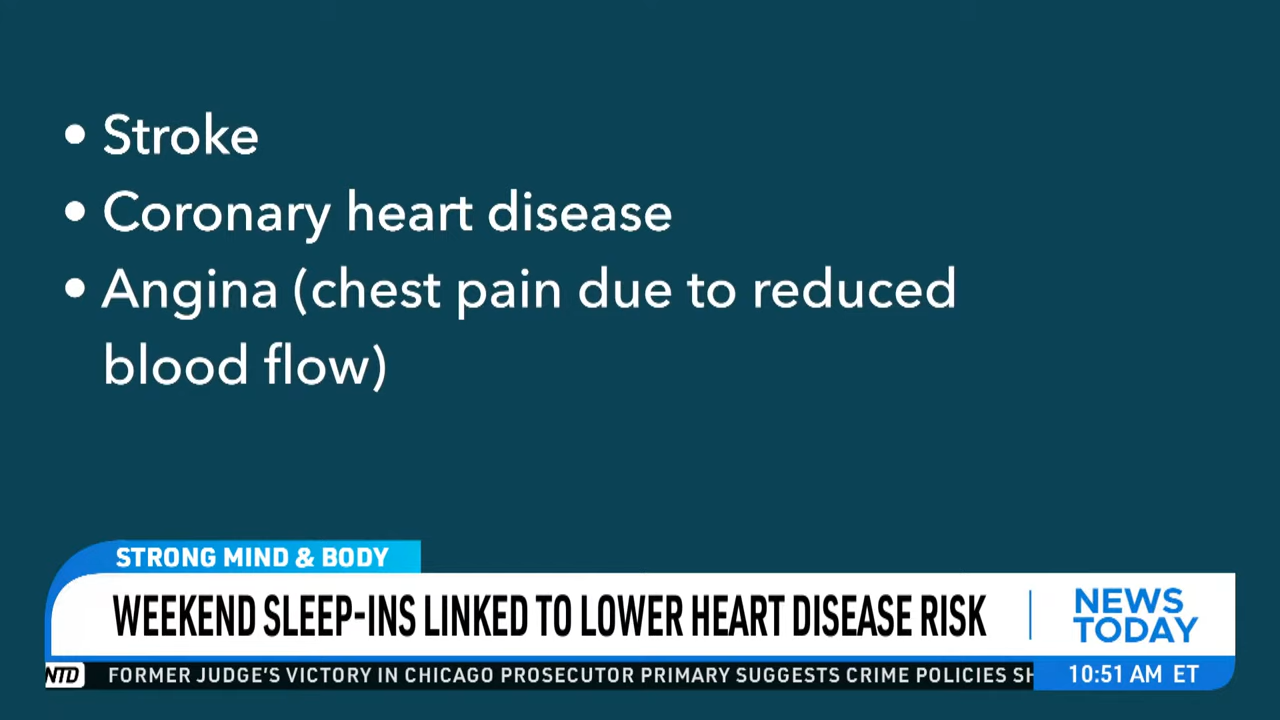 • Stroke
• Coronary heart disease
• Angina (chest pain due to reduced
blood flow)
STRONG MIND & BODY
WEEKEND SLEEP-INS LINKED TO LOWER HEART DISEASE RISK
NEWS
TODAY
NTD
FORMER JUDGE'S VICTORY IN CHICAGO PROSECUTOR PRIMARY SUGGESTS CRIME POLICIES
10:51 AM ET